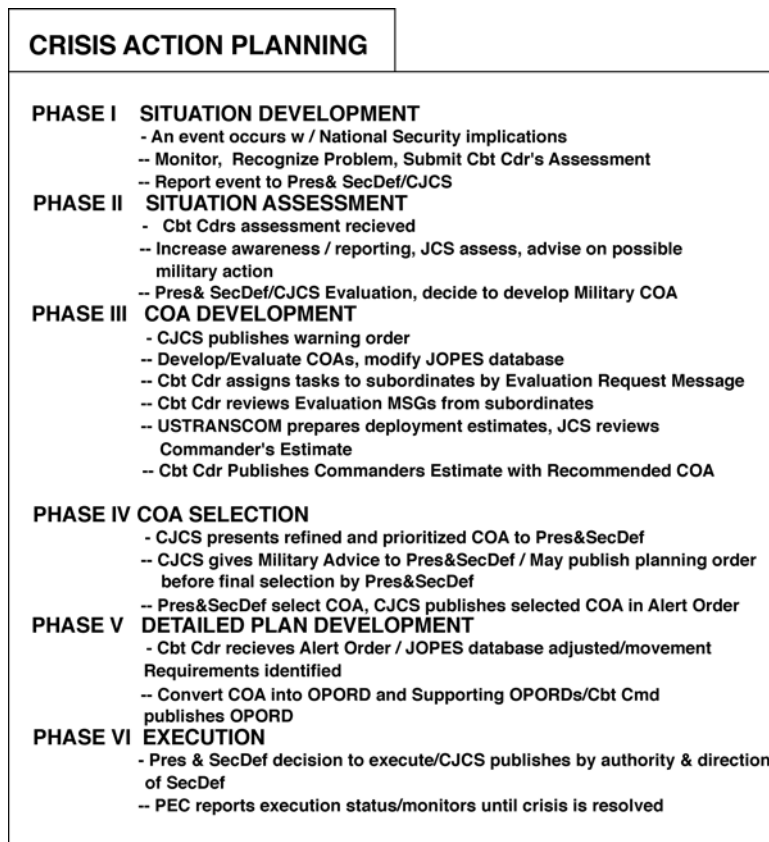 CRISIS ACTION PLANNING
PHASE I SITUATION DEVELOPMENT
- An event occurs w / National Security implications
-- Monitor, Recognize Problem, Submit Cbt Cdr's Assessment
-- Report event to Pres& SecDef/CJCS
PHASE II SITUATION ASSESSMENT
- Cbt Cdrs assessment recieved
-- Increase awareness / reporting, JCS assess, advise on possible
military action
-- Pres& SecDef/CJCS Evaluation, decide to develop Military COA
PHASE III COA DEVELOPMENT
- CJCS publishes warning order
-- Develop/Evaluate COAs, modify JOPES database
-- Cbt Cdr assigns tasks to subordinates by Evaluation Request Message
-- Cbt Cdr reviews Evaluation MSGs from subordinates
-- USTRANSCOM prepares deployment estimates, JCS reviews
Commander's Estimate
-- Cbt Cdr Publishes Commanders Estimate with Recommended COA
PHASE IV COA SELECTION
- CJCS presents refined and prioritized COA to Pres&SecDef
-- CJCS gives Military Advice to Pres&SecDef / May publish planning order
before final selection by Pres&SecDef
-- Pres&SecDef select COA, CJCS publishes selected COA in Alert Order
PHASE V DETAILED PLAN DEVELOPMENT
- Cbt Cdr recieves Alert Order / JOPES database adjusted/movement
Requirements identified
-- Convert COA into OPORD and Supporting OPORDs/Cbt Cmd
publishes OPORD
PHASE VI EXECUTION
- Pres & SecDef decision to execute/CJCS publishes by authority & direction
of SecDef
-- PEC reports execution status/monitors until crisis is resolved